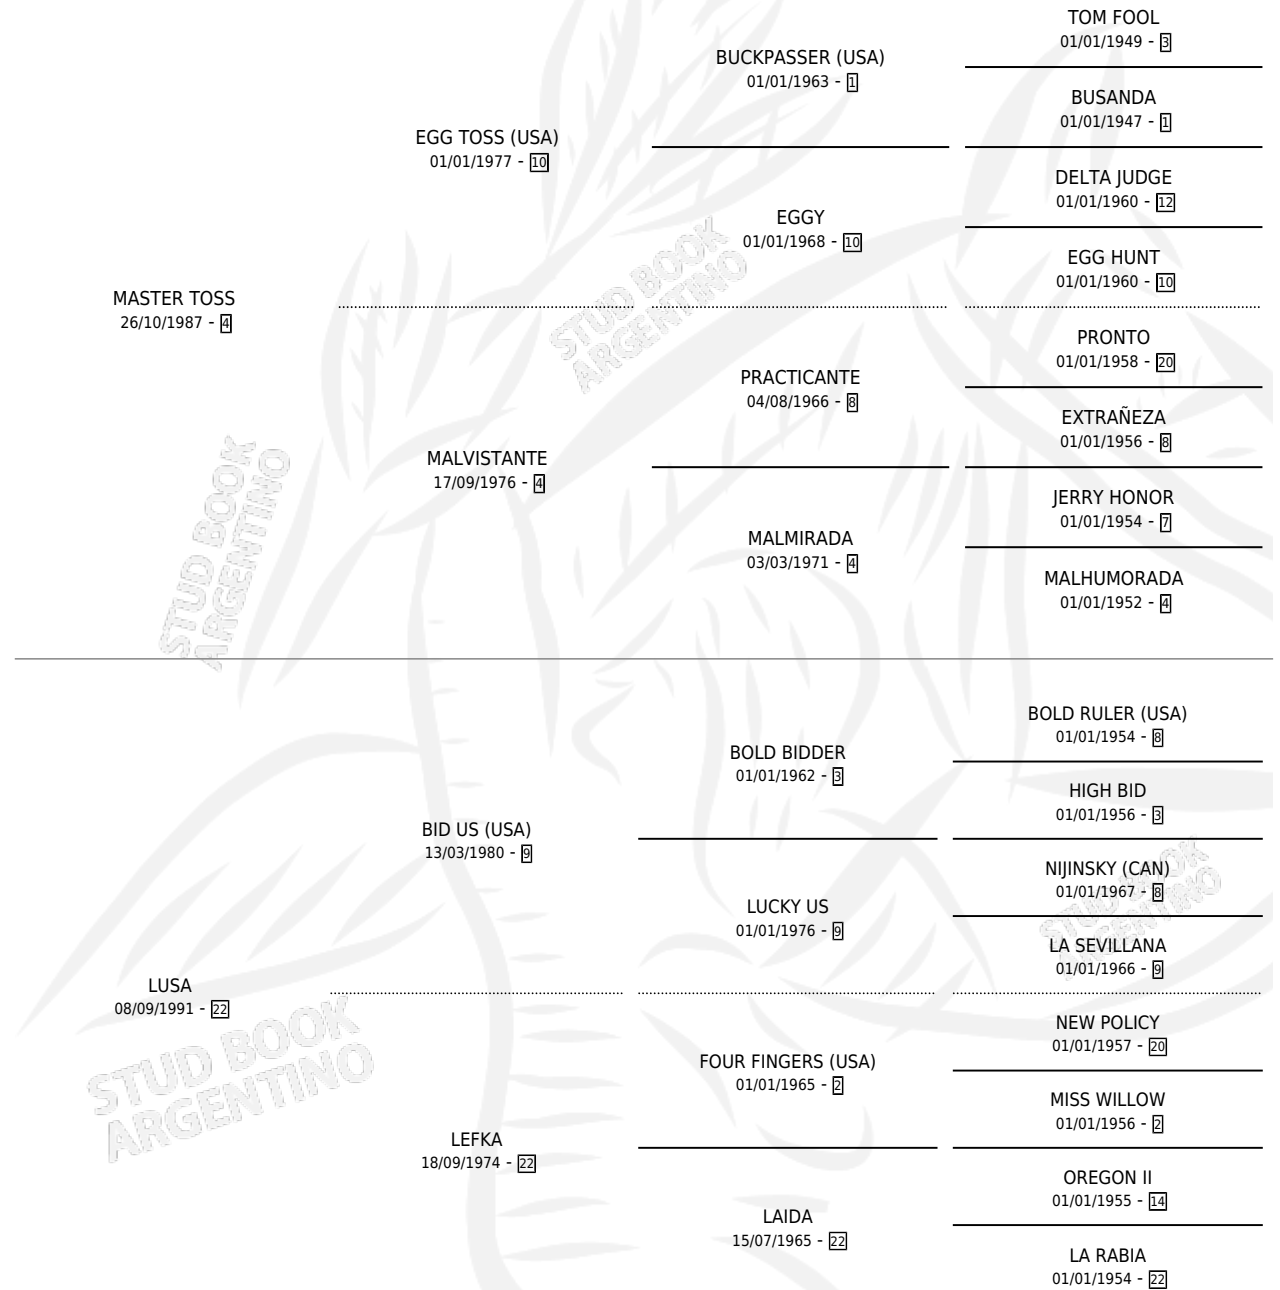 TOM FOOL
01/01/1949 - 3
BUCKPASSER (USA)
01/01/1963 - 1
BUSANDA
01/01/1947 - 1
EGG TOSS (USA)
01/01/1977 - 10
DELTA JUDGE
01/01/1960 - 12
EGGY
01/01/1968 - 10
EGG HUNT
01/01/1960 - 10
MASTER TOSS
26/10/1987 - 4
STUD BOOK
ARGENTINO
PRONTO
01/01/1958 - 20
PRACTICANTE
04/08/1966 - 8
EXTRAÑEZA
01/01/1956 - 8
MALVISTANTE
17/09/1976 - 4
JERRY HONOR
01/01/1954 - 7
MALMIRADA
03/03/1971 - 4
MALHUMORADA
01/01/1952 - 4
STUD BOOK
ARGENTINO
BOLD RULER (USA)
01/01/1954 - 8
BOLD BIDDER
01/01/1962 - 3
HIGH BID
01/01/1956 - 3
BID US (USA)
13/03/1980 - 9
NIJINSKY (CAN)
01/01/1967 - 8
LUCKY US
01/01/1976 - 9
STUD BOOK
ARGENTINO
LA SEVILLANA
01/01/1966 - 9
LUSA
08/09/1991 - 22
STUD BOOK
ARGENTINO
NEW POLICY
01/01/1957 - 20
FOUR FINGERS (USA)
01/01/1965 - 2
MISS WILLOW
01/01/1956 - 2
LEFKA
18/09/1974 - 22
OREGON II
01/01/1955 - 14
LAIDA
15/07/1965 - 22
LA RABIA
01/01/1954 - 22